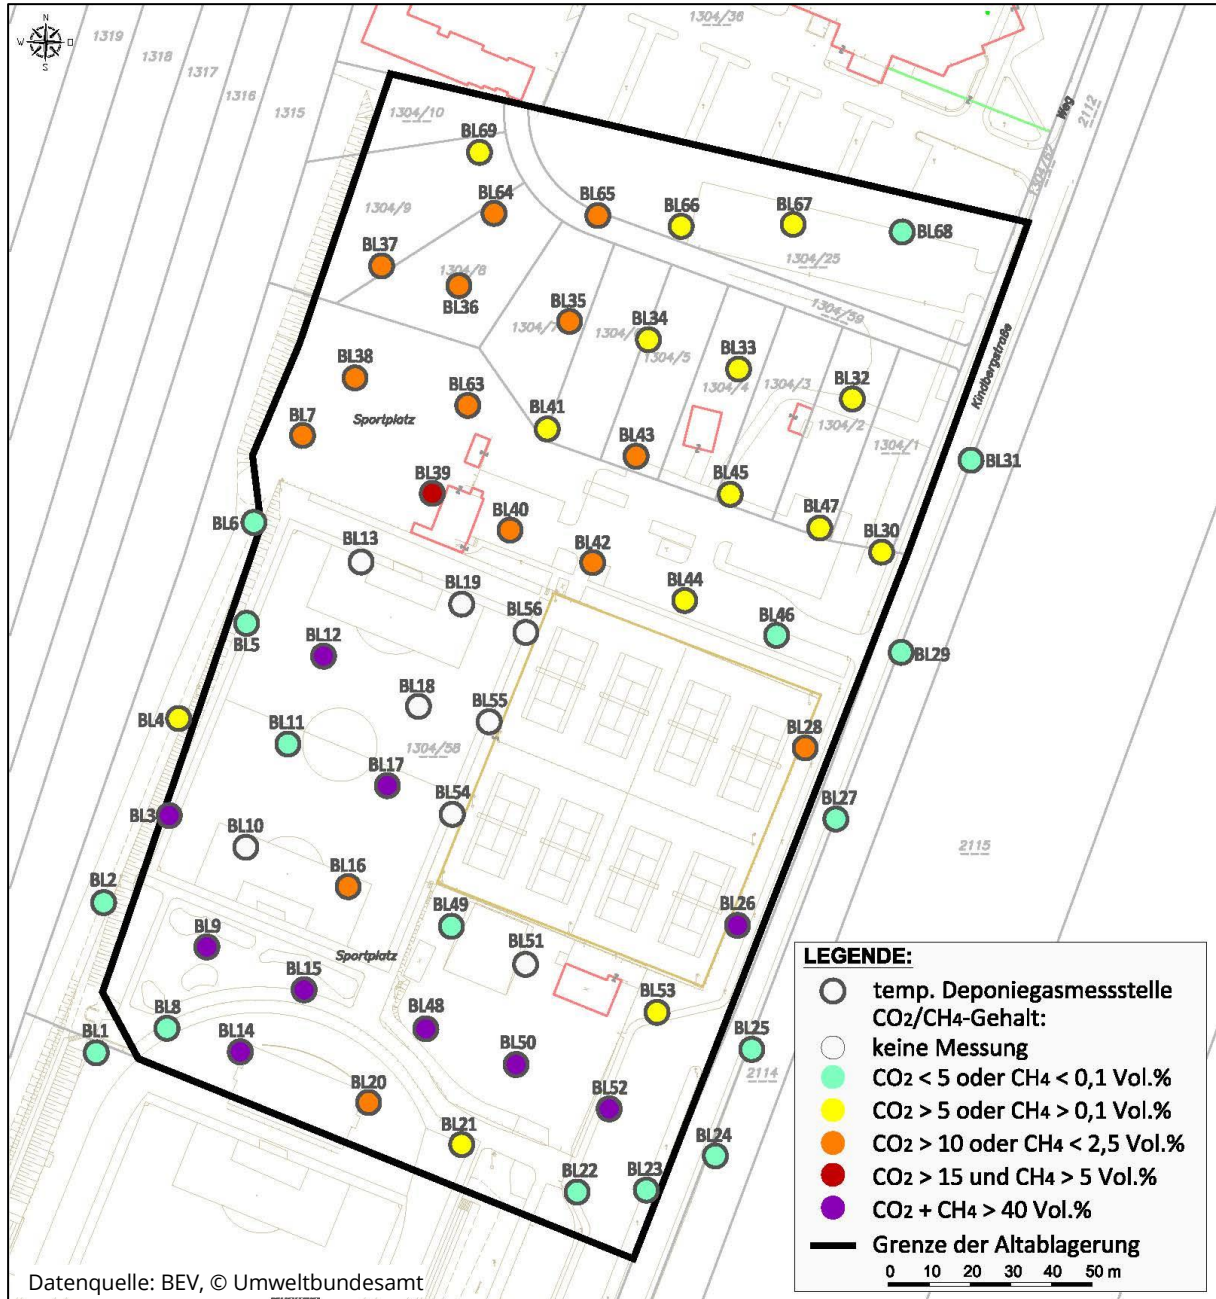 N
W O
S
1319
1318
1317
1316
1315
1304/36
1304/10
Weg
2112
1304/62
BL69
BL64
BL65
BL66
BL67
BL68
1304/9
1304/25
BL37
1304/8
BL36
BL35
1304/7
BL34
1304/59
1304/5
BL33
1304/4
1304/3
BL32
1304/2
1304/1
Kindbergstraße
BL38
BL63
Sportplatz
BL7
BL41
BL43
BL31
BL39
BL45
BL40
BL47
BL30
BL6
BL13
BL42
BL19
BL44
BL56
BL46
BL5
BL12
BL29
BL18
BL55
BL4
BL11
1304/58
BL28
BL17
BL54
BL3
BL27
BL10
2115
BL16
BL2
BL49
BL26
BL9
Sportplatz
BL51
BL15
BL53
BL8
BL48
BL1
BL14
BL25
BL50
2114
BL20
BL52
BL21
BL24
BL22
BL23
LEGENDE:
temp. Deponiegasmessstelle
CO2/CH4-Gehalt:
keine Messung
CO2 < 5 oder CH4 < 0,1 Vol.%
CO2 > 5 oder CH4 > 0,1 Vol.%
CO2 > 10 oder CH4 < 2,5 Vol.%
CO2 > 15 und CH4 > 5 Vol.%
CO2 + CH4 > 40 Vol.%
Grenze der Altablagerung
0 10 20 30 40 50 m
Datenquelle: BEV, © Umweltbundesamt